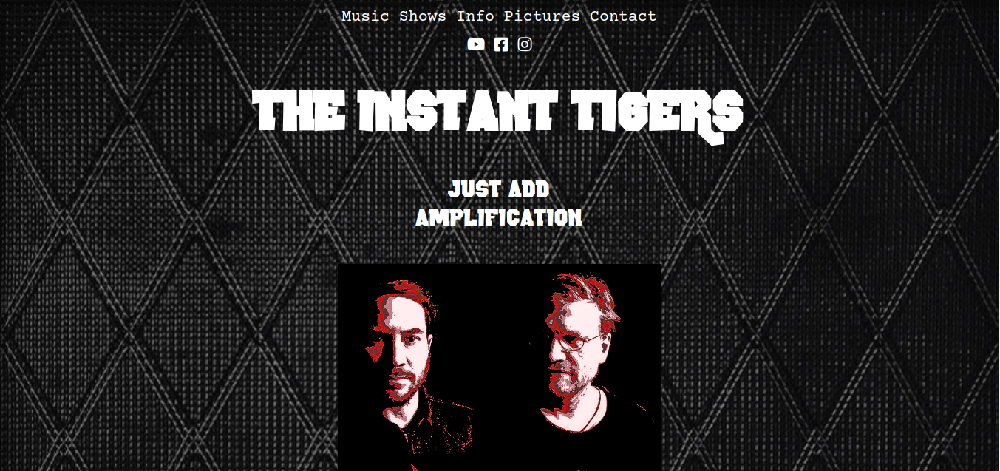 Music Shows Info Pictures Contact
THE INSTANT TIGERS
JUST ADD
AMPLIFICATION